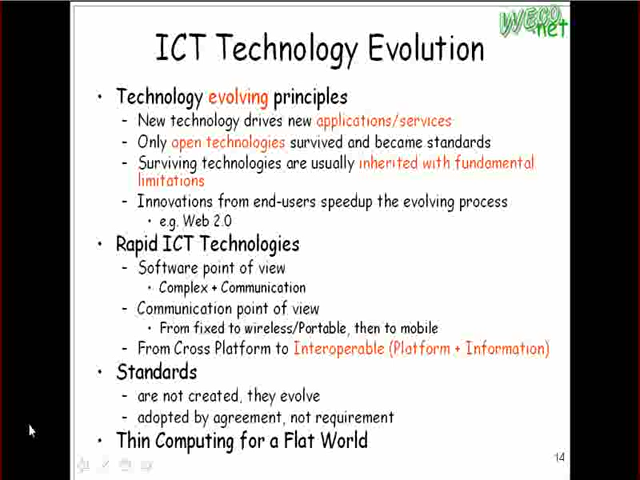 WECO
.net
ICT Technology Evolution
• Technology evolving principles
– New technology drives new applications/services
– Only open technologies survived and became standards
– Surviving technologies are usually inherited with fundamental
limitations
– Innovations from end-users speedup the evolving process
• e.g. Web 2.0
• Rapid ICT Technologies
– Software point of view
• Complex + Communication
– Communication point of view
• From fixed to wireless/Portable, then to mobile
– From Cross Platform to Interoperable (Platform + Information)
• Standards
– are not created, they evolve
– adopted by agreement, not requirement
• Thin Computing for a Flat World
14